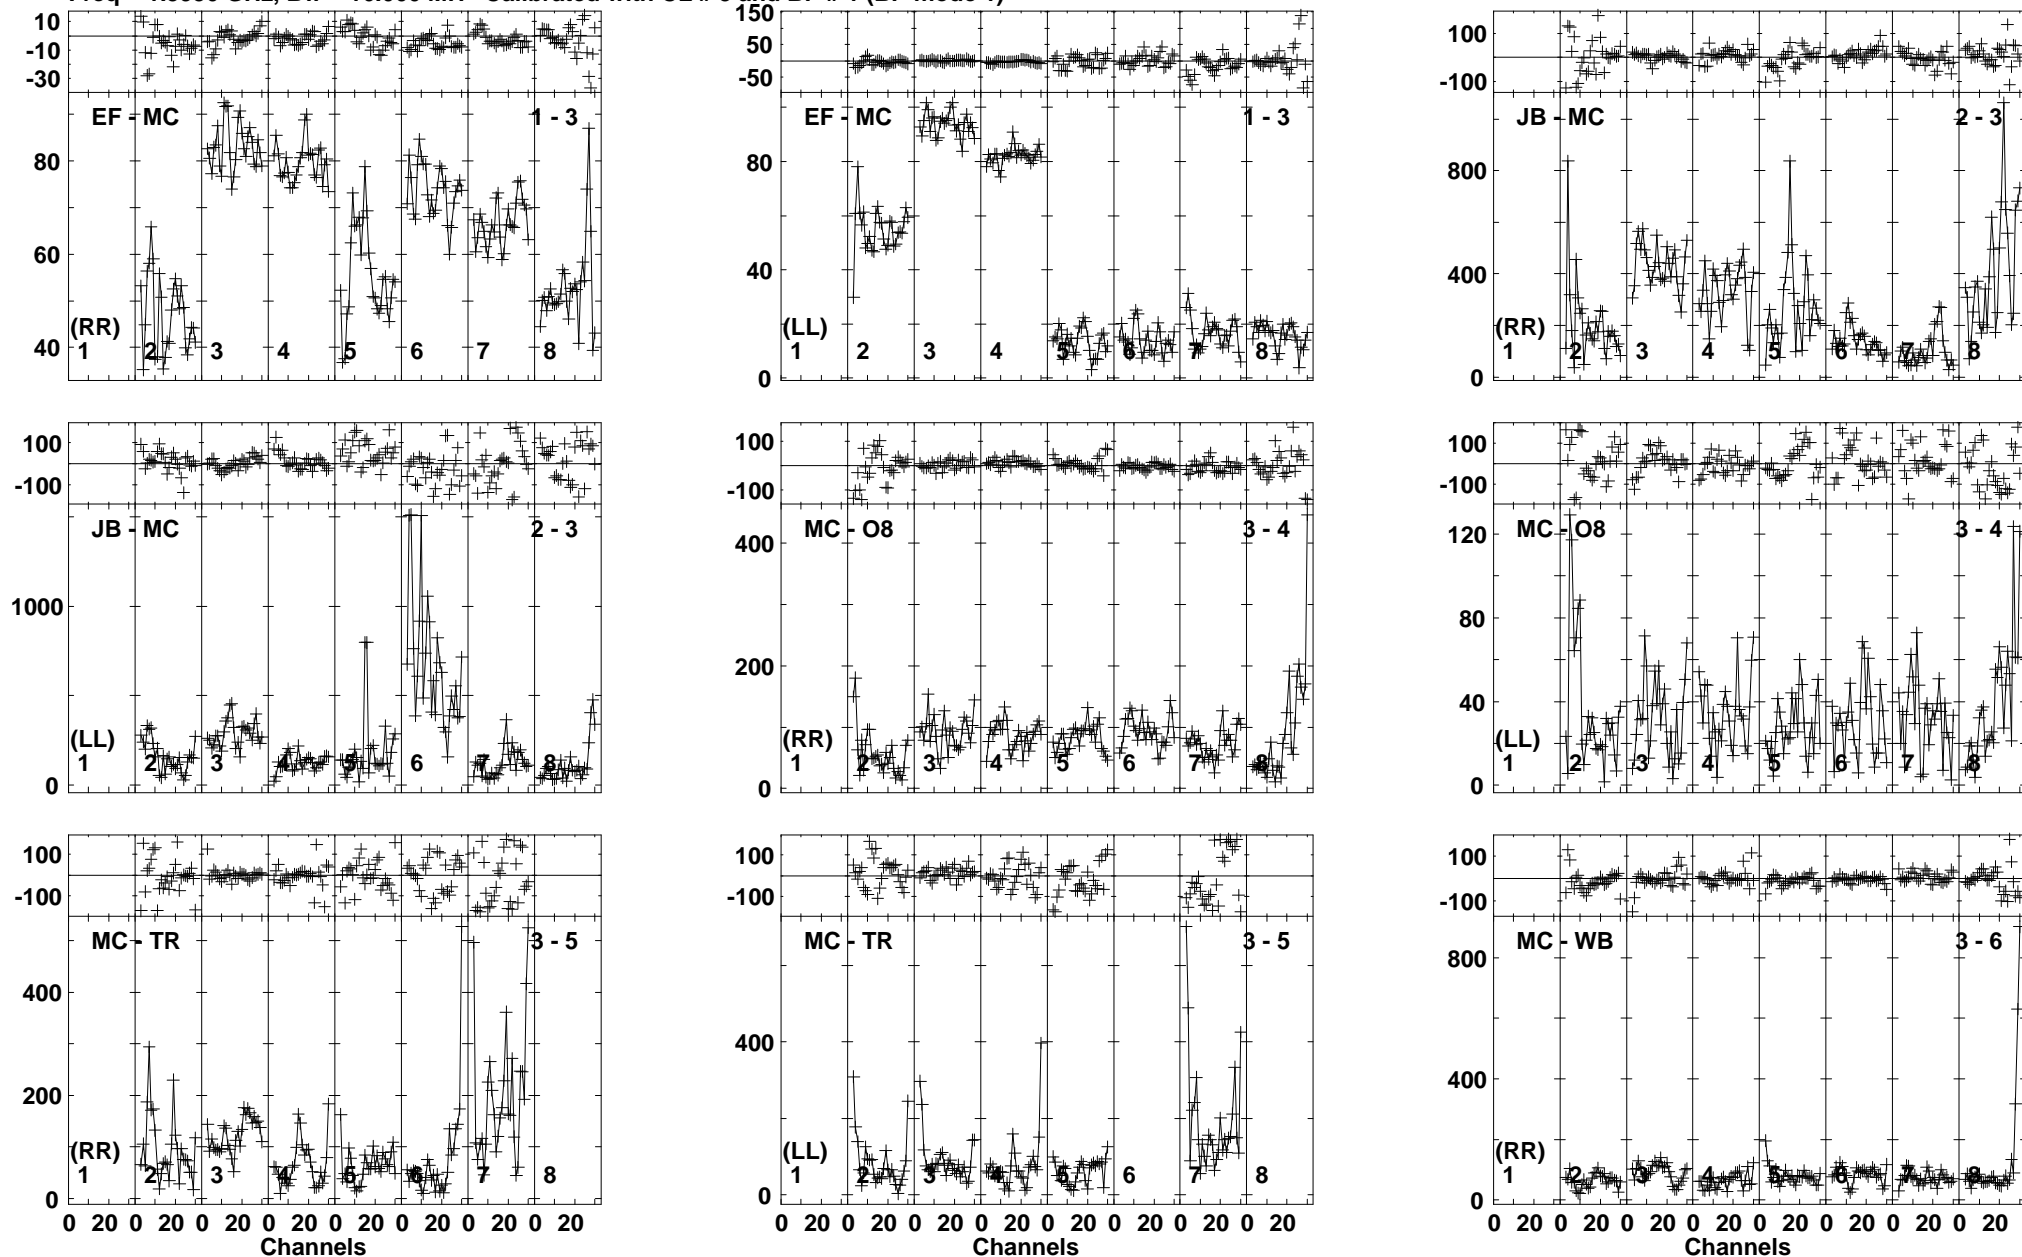 10 -10 -30 EF - MC 1 - 3 80 60 40 (RR) 1 2 3 4 5 6 7 8
150 50 -50 EF - MC 1 - 3 80 40 0 (LL) 1 2 3 4 5 6 7 8
100 -100 JB - MC 2 - 3 800 400 0 (RR) 1 2 3 4 5 6 7 8
100 -100 JB - MC 2 - 3 1000 0 (LL) 1 2 3 4 5 6 7 8
100 -100 MC - O8 3 - 4 400 200 0 (RR) 1 2 3 4 5 6 7 8
100 -100 MC - O8 3 - 4 120 80 40 0 (LL) 1 2 3 4 5 6 7 8
100 -100 MC - TR 3 - 5 400 200 0 (RR) 1 2 3 4 5 6 7 8
0 20 0 20 0 20 0 20 0 20 0 20 0 20 0 20
Channels
100 -100 MC - TR 3 - 5 400 0 (LL) 1 2 3 4 5 6 7 8
0 20 0 20 0 20 0 20 0 20 0 20 0 20 0 20
Channels
100 -100 MC - WB 3 - 6 800 400 0 (RR) 1 2 3 4 5 6 7 8
0 20 0 20 0 20 0 20 0 20 0 20 0 20 0 20
Channels